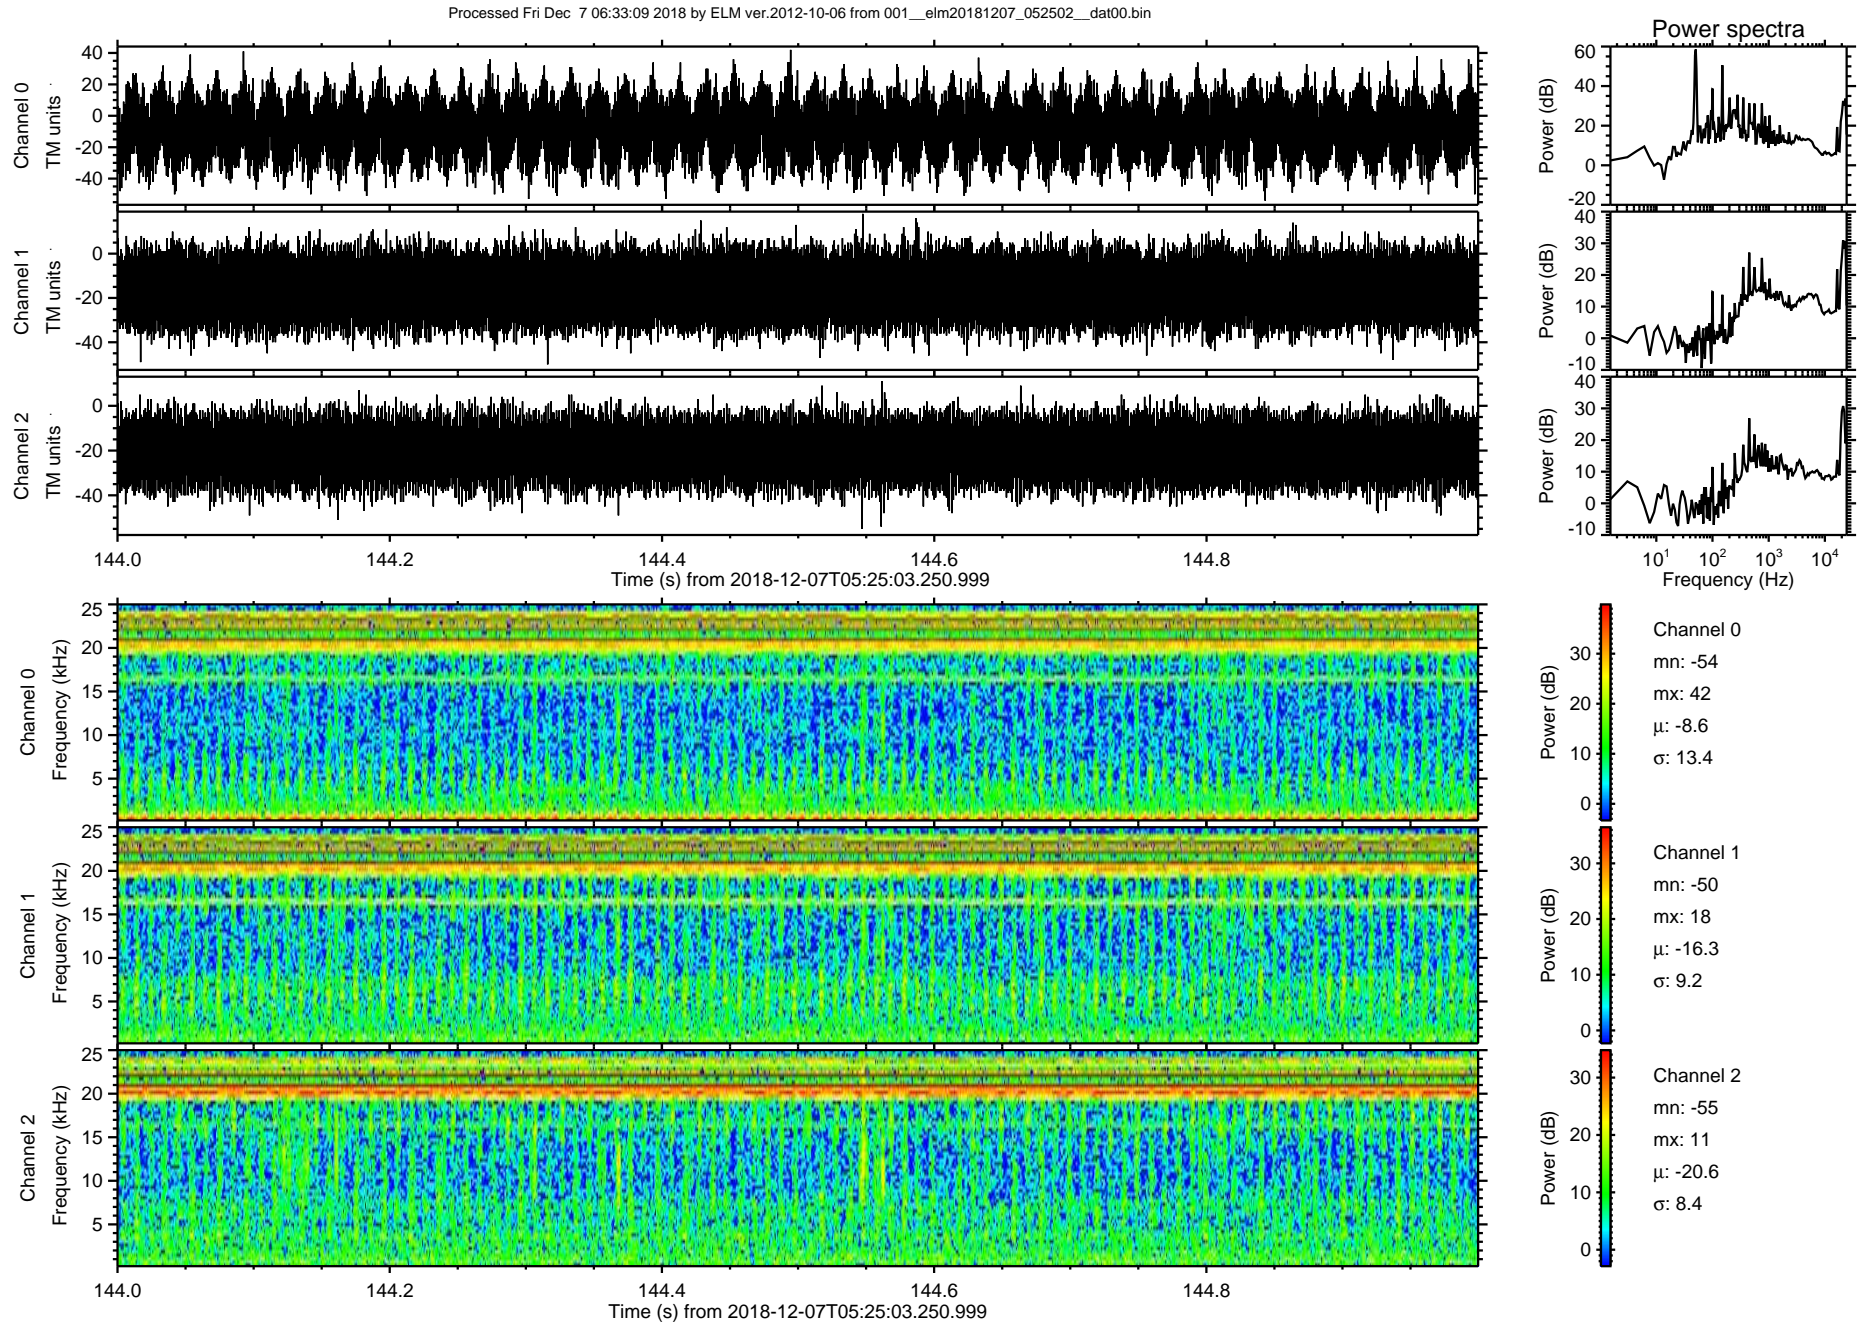 Processed Fri Dec  7 06:33:09 2018 by ELM ver.2012-10-06 from 001__elm20181207_052502__dat00.bin
Power spectra
Channel 0
TM units
40
20
0
-20
-40
Power (dB)
60
40
20
0
-20
Channel 1
TM units
0
-20
-40
Power (dB)
40
30
20
10
0
-10
Channel 2
TM units
0
-20
-40
Power (dB)
40
30
20
10
0
-10
144.0 144.2 144.4 144.6 144.8
Time (s) from 2018-12-07T05:25:03.250.999
10^1 10^2 10^3 10^4
Frequency (Hz)
Channel 0
Frequency (kHz)
25
20
15
10
5
Power (dB)
30
20
10
0
Channel 0
mn: -54
mx: 42
μ: -8.6
σ: 13.4
Channel 1
Frequency (kHz)
25
20
15
10
5
Power (dB)
30
20
10
0
Channel 1
mn: -50
mx: 18
μ: -16.3
σ: 9.2
Channel 2
Frequency (kHz)
25
20
15
10
5
Power (dB)
30
20
10
0
Channel 2
mn: -55
mx: 11
μ: -20.6
σ: 8.4
144.0 144.2 144.4 144.6 144.8
Time (s) from 2018-12-07T05:25:03.250.999